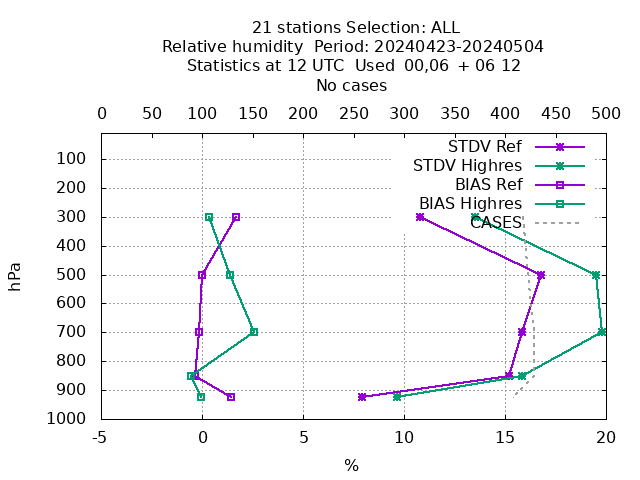 21 stations Selection: ALL
Relative humidity  Period: 20240423-20240504
Statistics at 12 UTC  Used  00,06  + 06 12
No cases
0 50 100 150 200 250 300 350 400 450 500
STDV Ref
STDV Highres
BIAS Ref
BIAS Highres
CASES
100
200
300
400
500
600
700
800
900
1000
hPa
-5 0 5 10 15 20
%